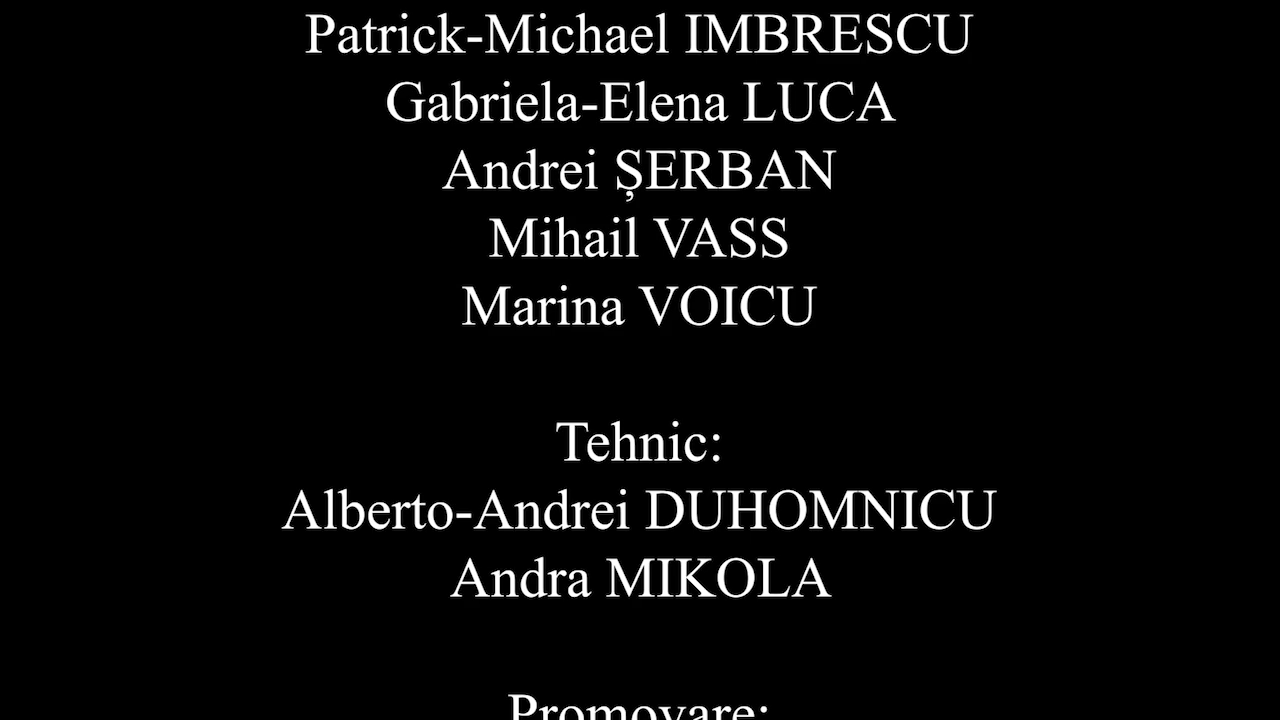 Patrick-Michael IMBRESCU
Gabriela-Elena LUCA
Andrei ȘERBAN
Mihail VASS
Marina VOICU
Tehnic:
Alberto-Andrei DUHOMNICU
Andra MIKOLA
Promovare: